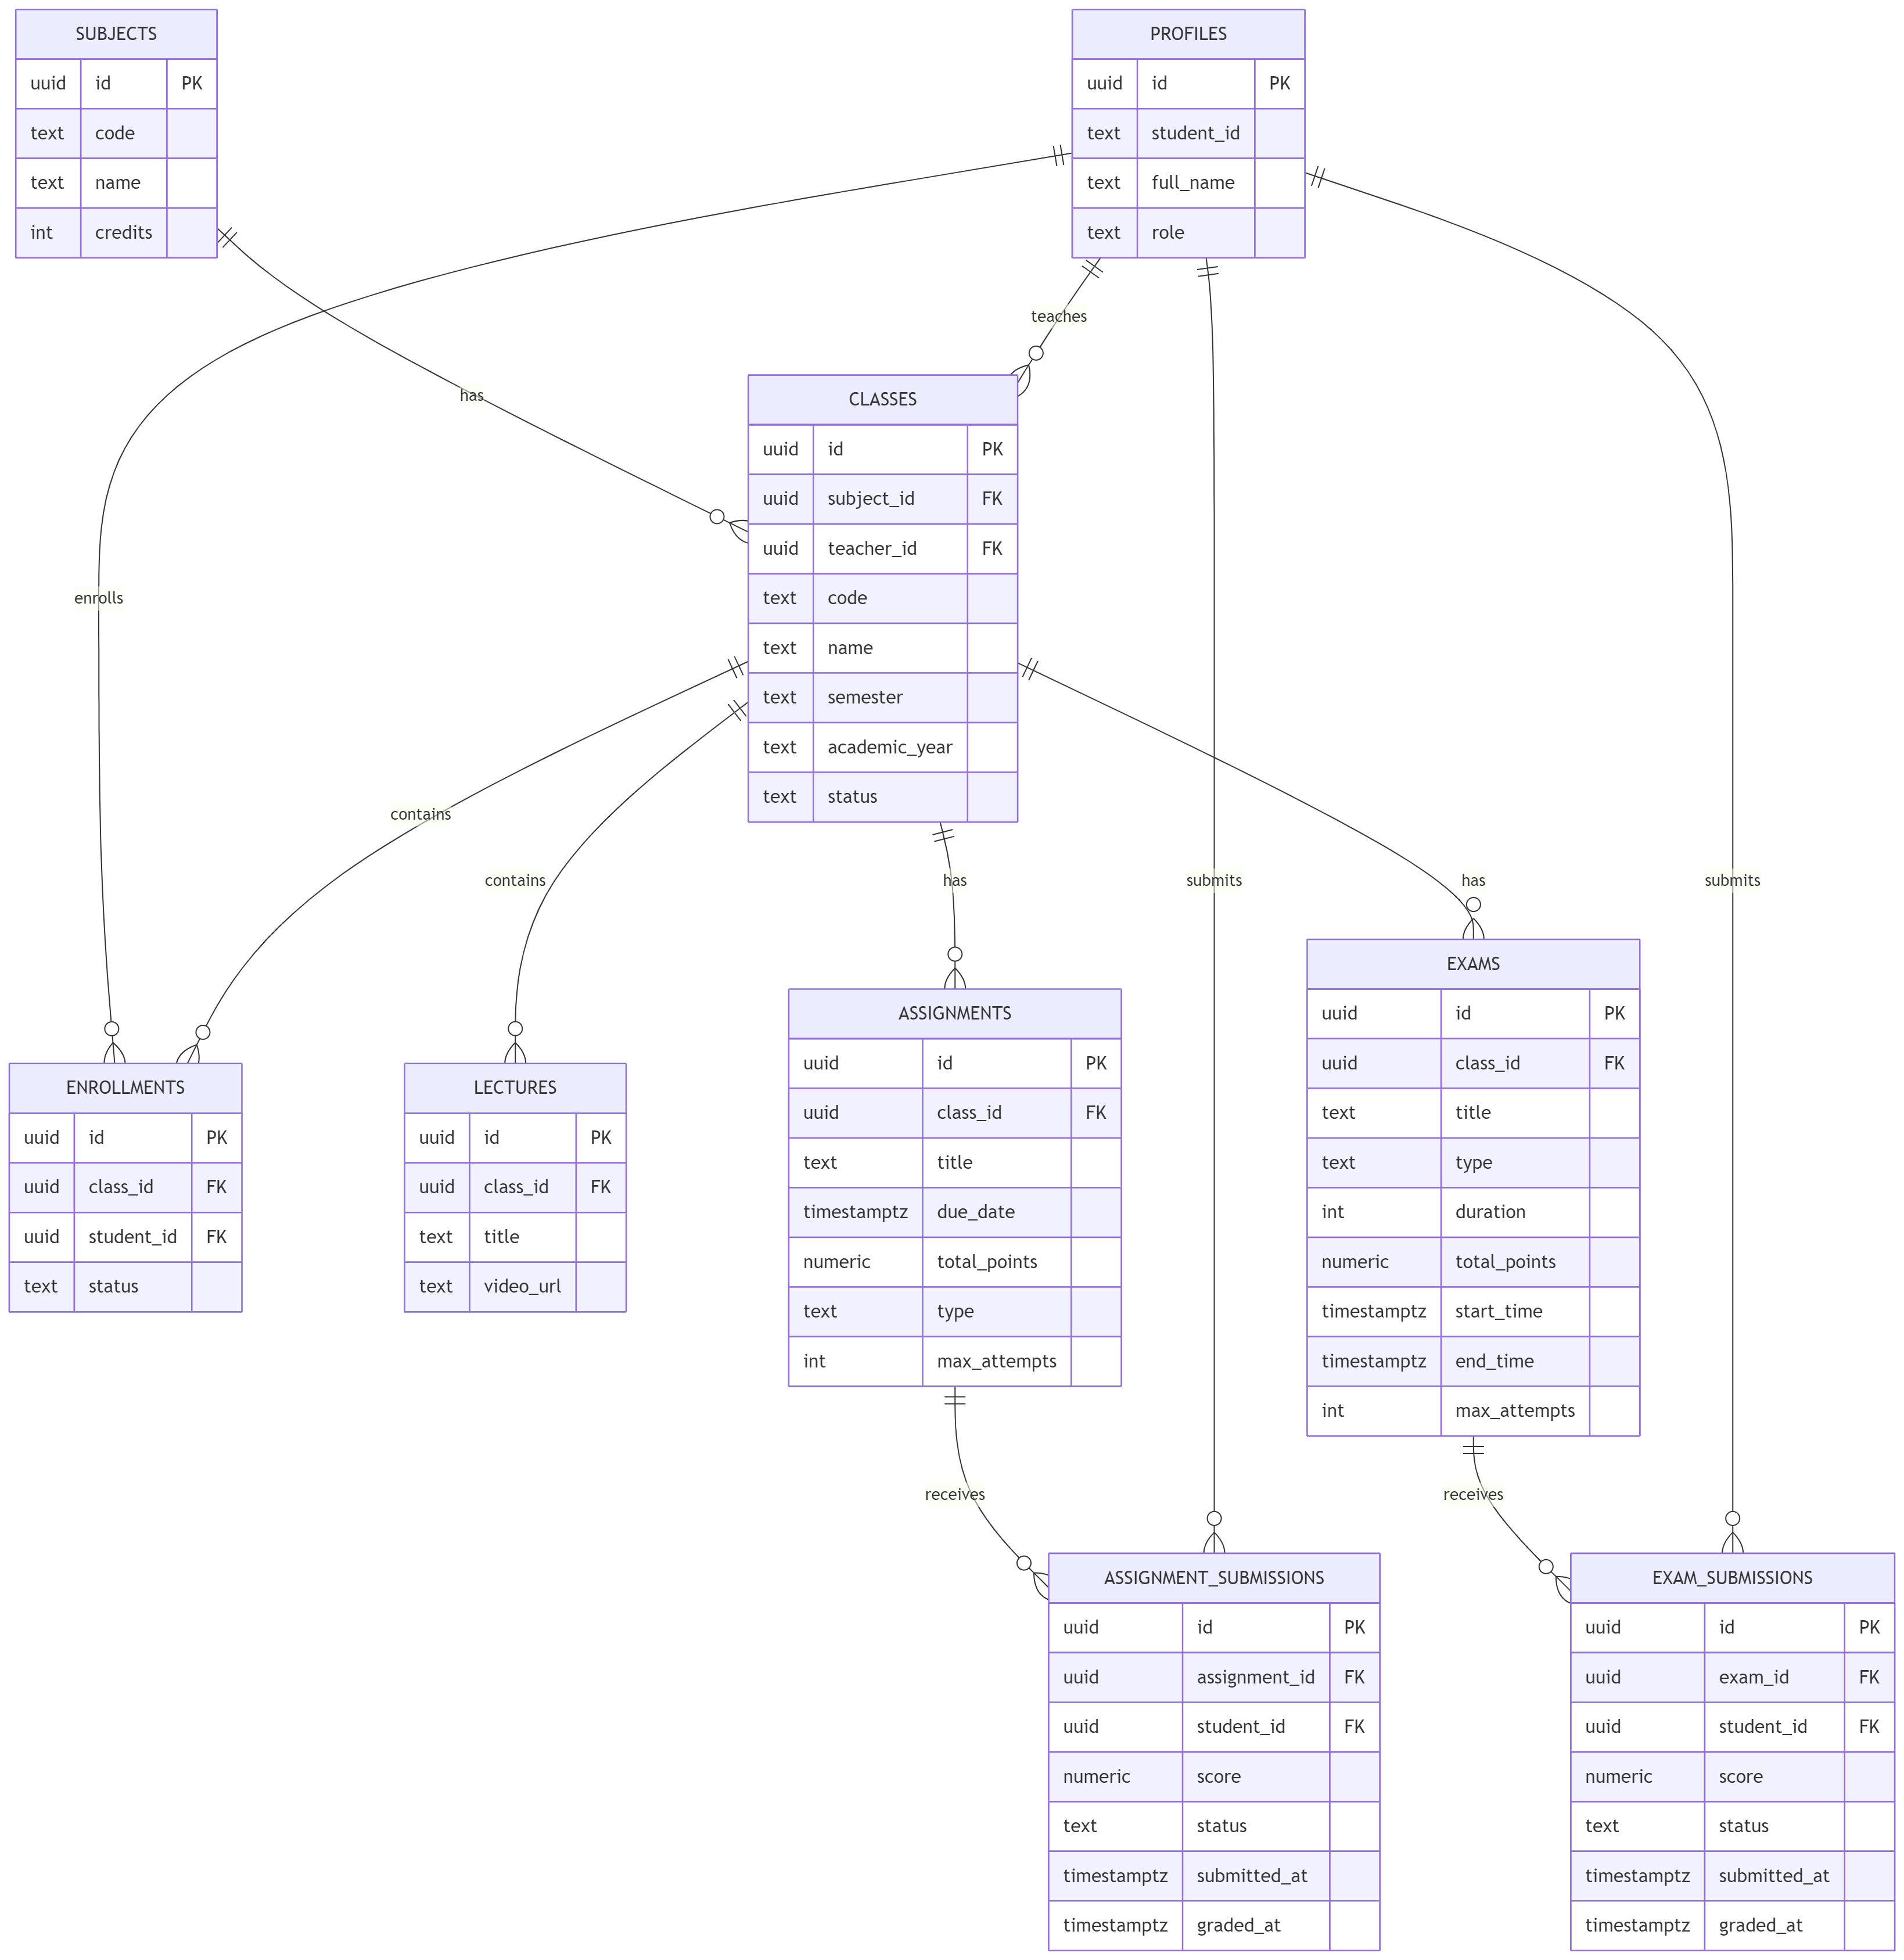 SUBJECTS
uuid id PK
text code
text name
int credits
PROFILES
uuid id PK
text student_id
text full_name
text role
teaches
has
enrolls
CLASSES
uuid id PK
uuid subject_id FK
uuid teacher_id FK
text code
text name
text semester
text academic_year
text status
contains
contains
has
submits
has
submits
ENROLLMENTS
uuid id PK
uuid class_id FK
uuid student_id FK
text status
LECTURES
uuid id PK
uuid class_id FK
text title
text video_url
ASSIGNMENTS
uuid id PK
uuid class_id FK
text title
timestamptz due_date
numeric total_points
text type
int max_attempts
EXAMS
uuid id PK
uuid class_id FK
text title
text type
int duration
numeric total_points
timestamptz start_time
timestamptz end_time
int max_attempts
receives
receives
ASSIGNMENT_SUBMISSIONS
uuid id PK
uuid assignment_id FK
uuid student_id FK
numeric score
text status
timestamptz submitted_at
timestamptz graded_at
EXAM_SUBMISSIONS
uuid id PK
uuid exam_id FK
uuid student_id FK
numeric score
text status
timestamptz submitted_at
timestamptz graded_at